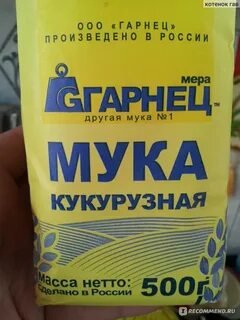 котенок гав
ООО «ГАРНЕЦ»
ПРОИЗВЕДЕНО В РОССИИ
мера
ГАРНЕЦ™
другая мука №1
МУКА
КУКУРУЗНАЯ
масса нетто: 500г
сделано в России
IRECOMMEND.RU